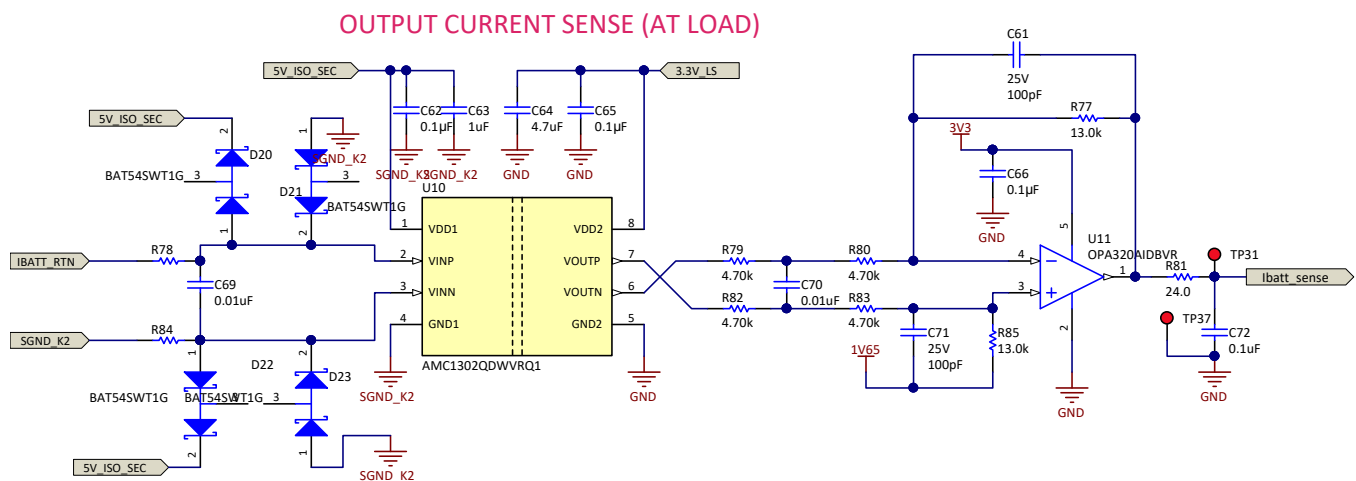 OUTPUT CURRENT SENSE (AT LOAD)
5V_ISO_SEC
3.3V_LS
C61
25V
100pF
C62
0.1µF
C63
1uF
C64
4.7uF
C65
0.1µF
R77
13.0k
5V_ISO_SEC
2
1
SGND_K2
D20
BAT54SWT1G
3
3
D21
BAT54SWT1G
1
2
SGND_K2
SGND_K2
GND
GND
3V3
C66
0.1µF
GND
U10
1
VDD1
VDD2
8
IBATT_RTN
R78
2
VINP
VOUTP
7
C69
0.01uF
3
VINN
VOUTN
6
SGND_K2
R84
4
GND1
GND2
5
AMC1302QDWVRQ1
SGND_K2
GND
R79
4.70k
R80
4.70k
C70
0.01uF
R82
4.70k
R83
4.70k
C71
25V
100pF
R85
13.0k
1V65
5
U11
OPA320AIDBVR
4
3
1
2
GND
R81
24.0
TP31
Ibatt_sense
TP37
C72
0.1uF
GND
1
2
D22
D23
BAT54SWT1G
BAT54SWT1G
3
3
2
1
5V_ISO_SEC
SGND_K2